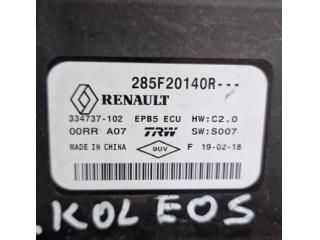 285F20140R---
RENAULT
334737-102 EPB5 ECU HW:C2.0
00RR A07 TRW SW:S007
MADE IN CHINA 9UV F 19-02-18
.KOLEOS